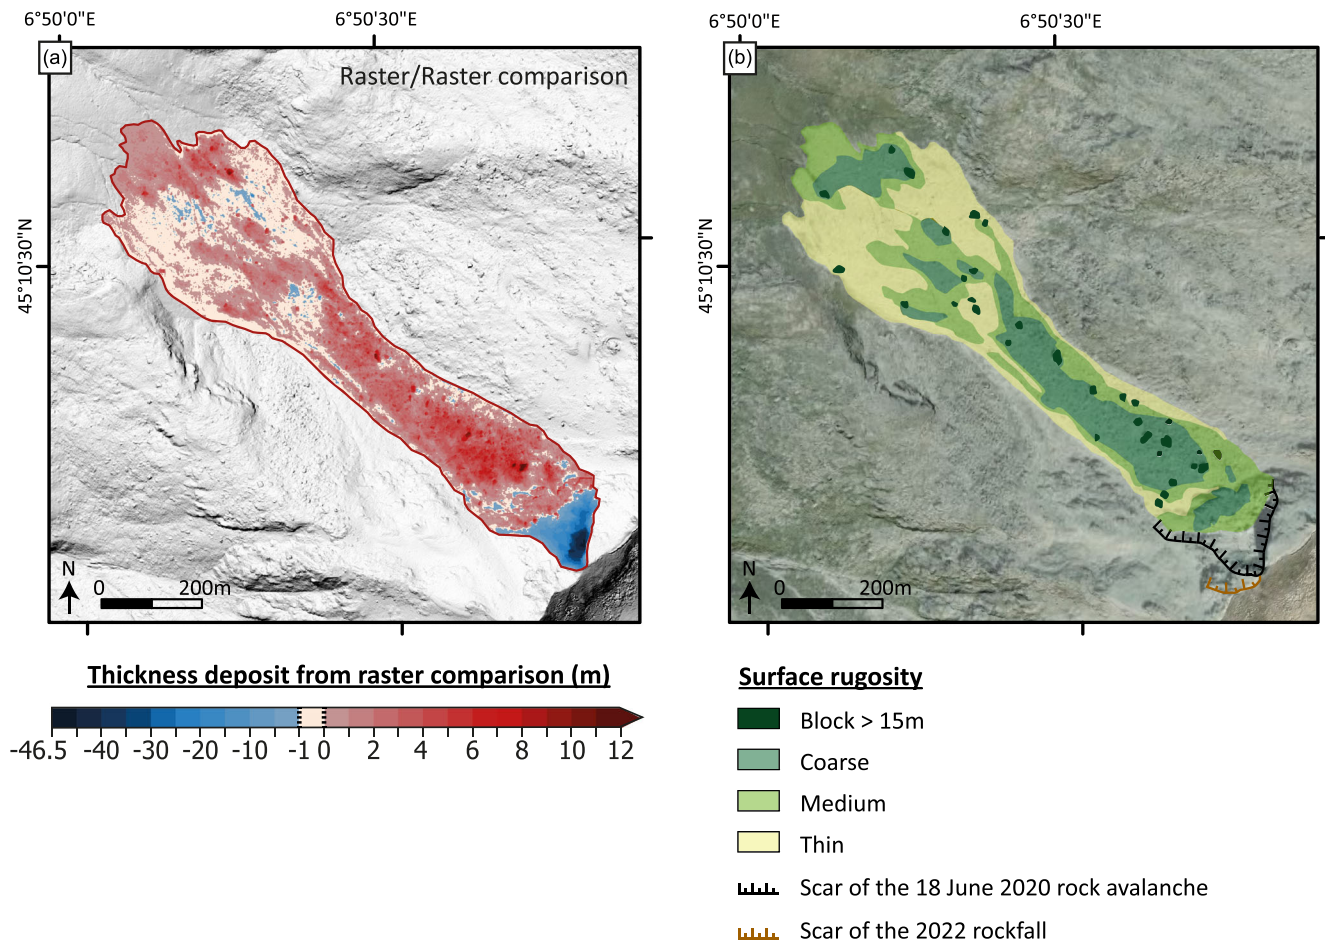 6°50'0"E
6°50'30"E
6°50'0"E
6°50'30"E
(a)
Raster/Raster comparison
(b)
45°10'30"N
45°10'30"N
N
0
200m
N
0
200m
Thickness deposit from raster comparison (m)
-46.5 -40 -30 -20 -10 -1 0 2 4 6 8 10 12
Surface rugosity
Block > 15m
Coarse
Medium
Thin
Scar of the 18 June 2020 rock avalanche
Scar of the 2022 rockfall